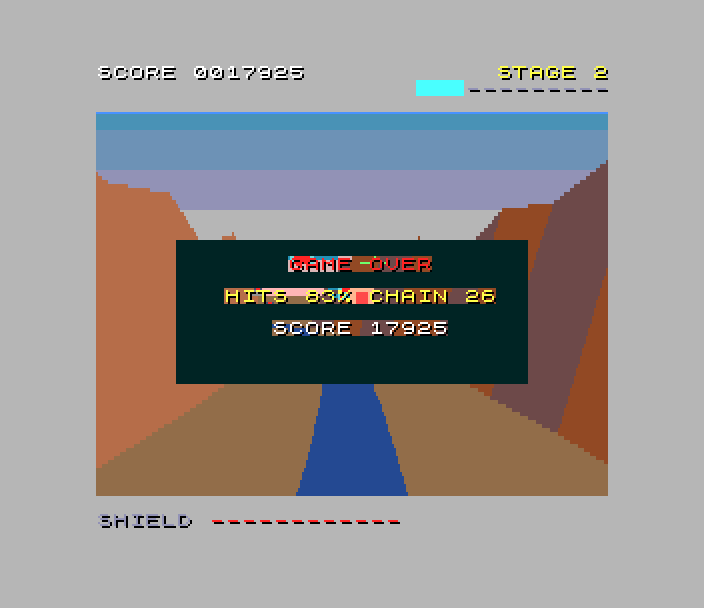 SCORE 0017925
STAGE 2
GAME OVER
HITS 83% CHAIN 26
SCORE 17925
SHIELD